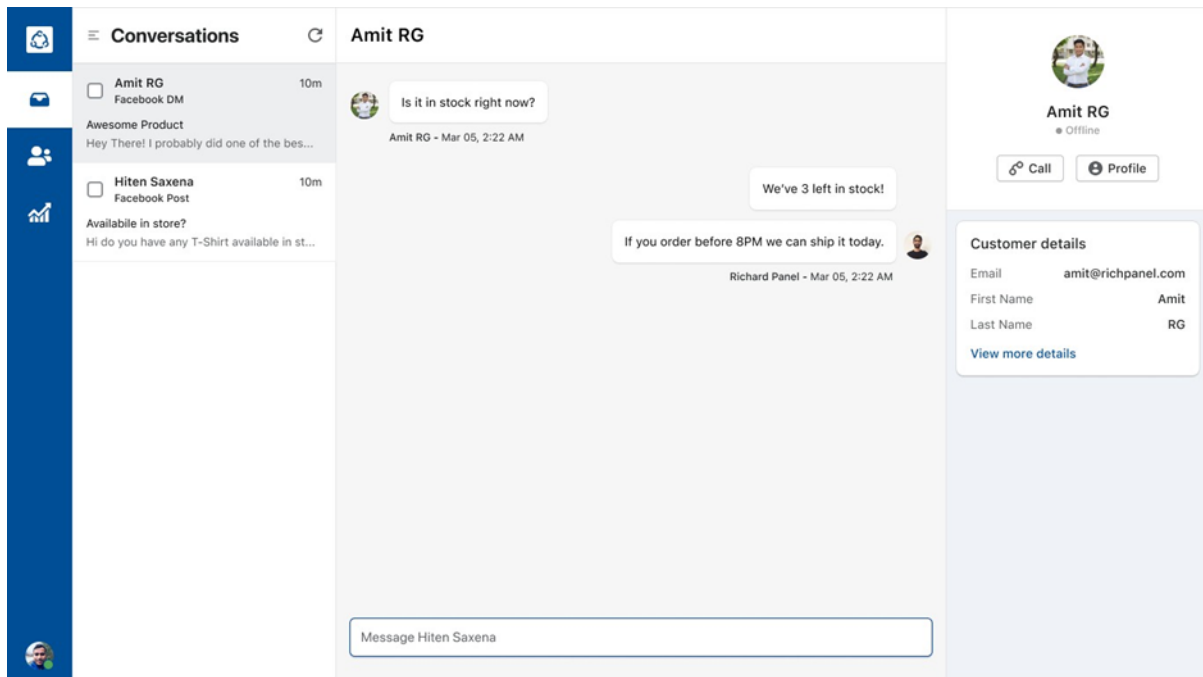 Conversations
Amit RG
10m
Facebook DM
Awesome Product
Hey There! I probably did one of the bes...
Hiten Saxena
10m
Facebook Post
Availabile in store?
Hi do you have any T-Shirt available in st...
Amit RG
Is it in stock right now?
Amit RG - Mar 05, 2:22 AM
We've 3 left in stock!
If you order before 8PM we can ship it today.
Richard Panel - Mar 05, 2:22 AM
Message Hiten Saxena
Amit RG
Offline
Call
Profile
Customer details
Email amit@richpanel.com
First Name Amit
Last Name RG
View more details